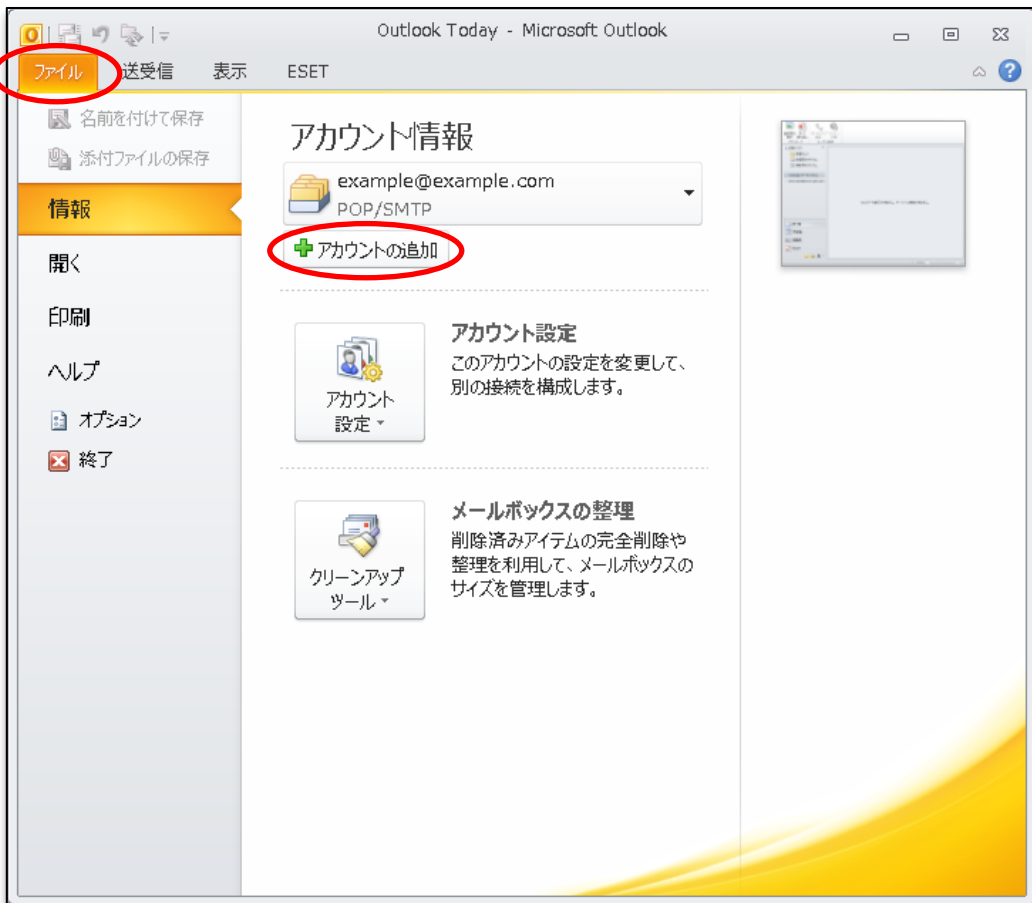 Outlook Today - Microsoft Outlook
ファイル 送受信 表示 ESET
名前を付けて保存
添付ファイルの保存
情報
開く
印刷
ヘルプ
オプション
終了
アカウント情報
example@example.com
POP/SMTP
アカウントの追加
アカウント
設定
アカウント設定
このアカウントの設定を変更して、
別の接続を構成します。
クリーンアップ
ツール
メールボックスの整理
削除済みアイテムの完全削除や
整理を利用して、メールボックスの
サイズを管理します。